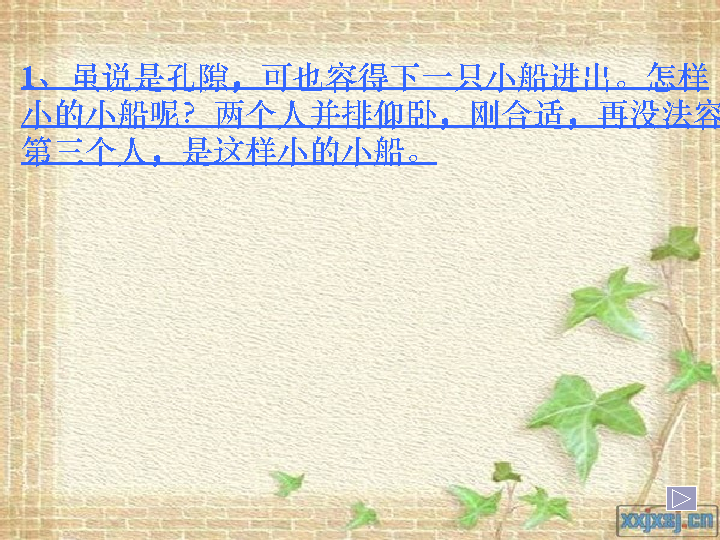 1、虽说是孔隙，可也容得下一只小船进出。怎样
小的小船呢？两个人并排仰卧，刚合适，再没法容
第三个人，是这样小的小船。
xxjxsj.cn